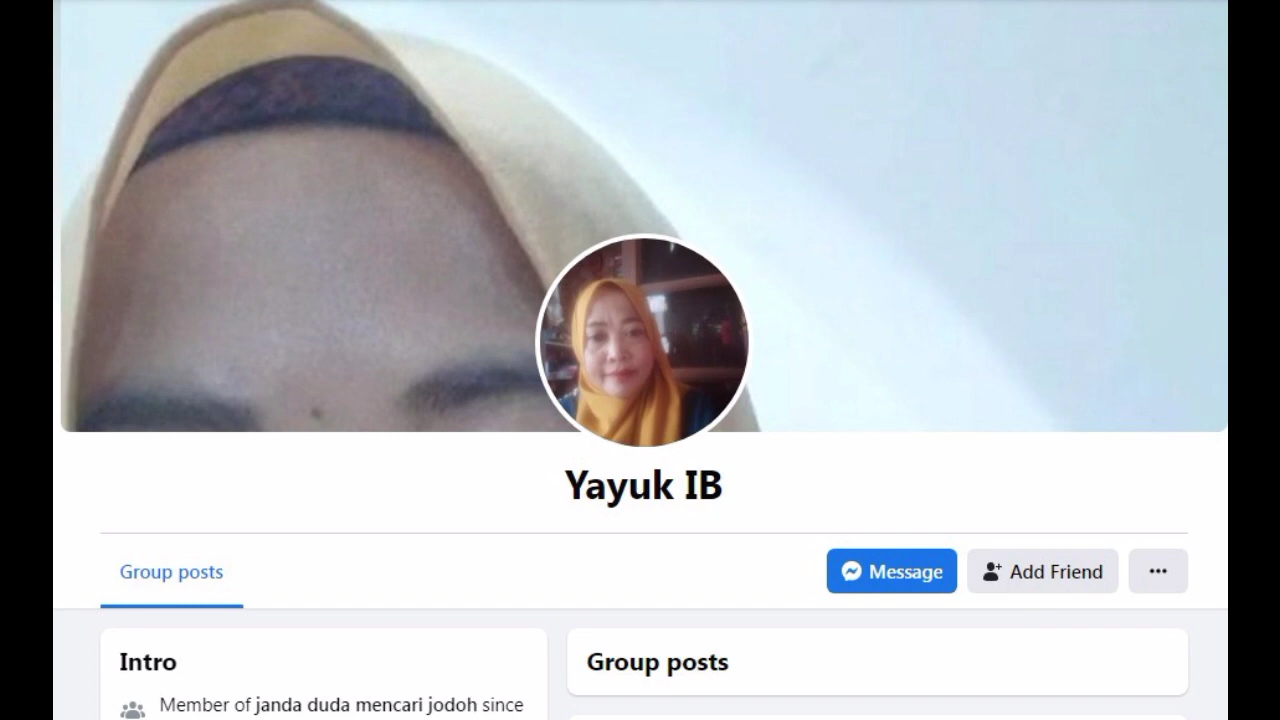 Yayuk IB
Group posts
Message
Add Friend
Intro
Member of janda duda mencari jodoh since
Group posts